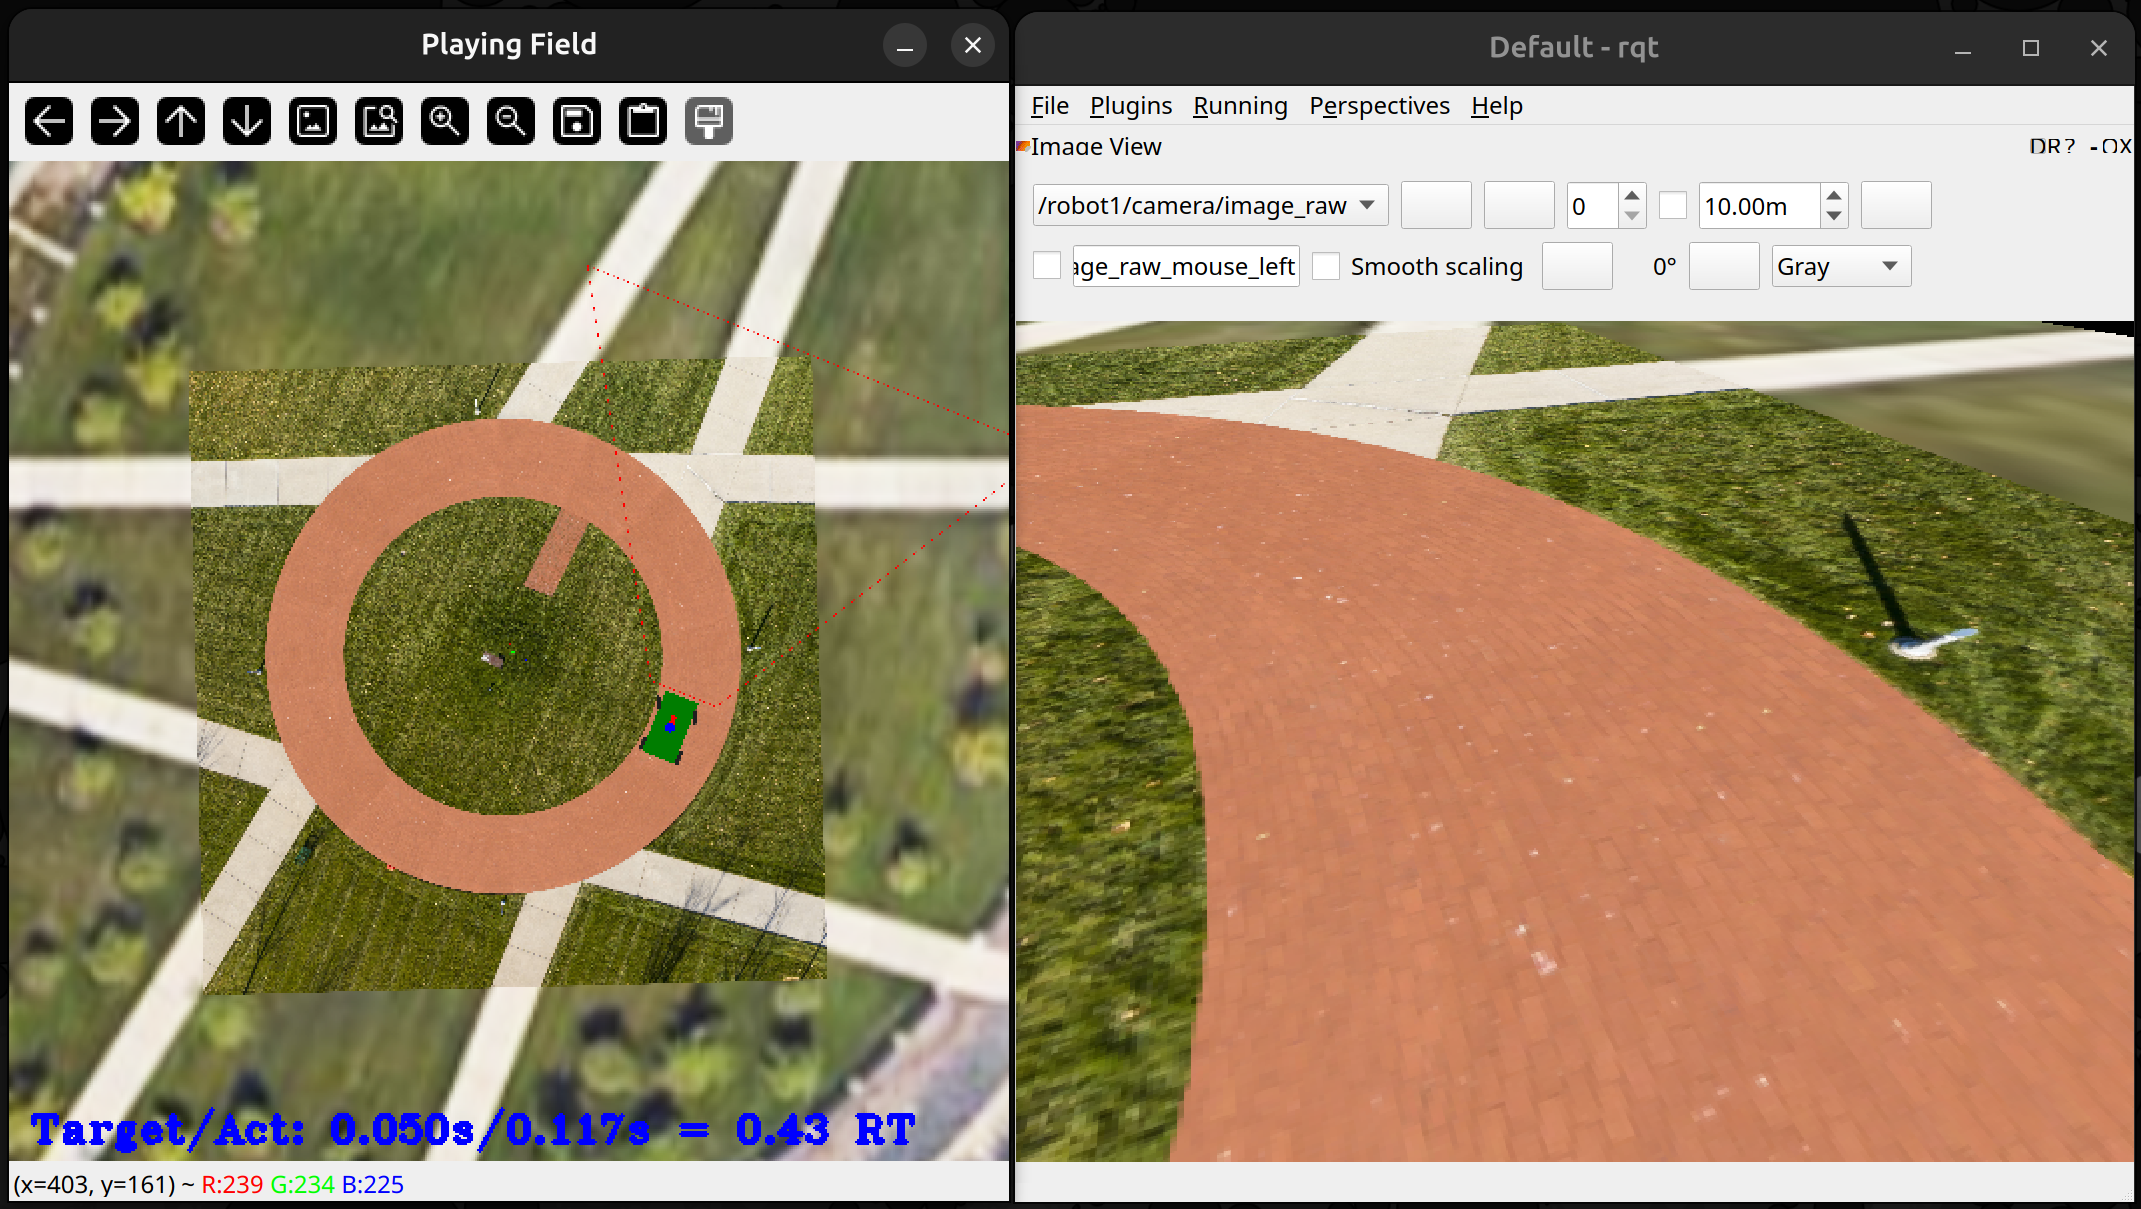 Playing Field
Target/Act: 0.050s/0.117s = 0.43 RT
(x=403, y=161) ~ R:239 G:234 B:225
Default - rqt
File Plugins Running Perspectives Help
Image View DR? - OX
/robot1/camera/image_raw 0 10.00m
age_raw_mouse_left Smooth scaling 0° Gray